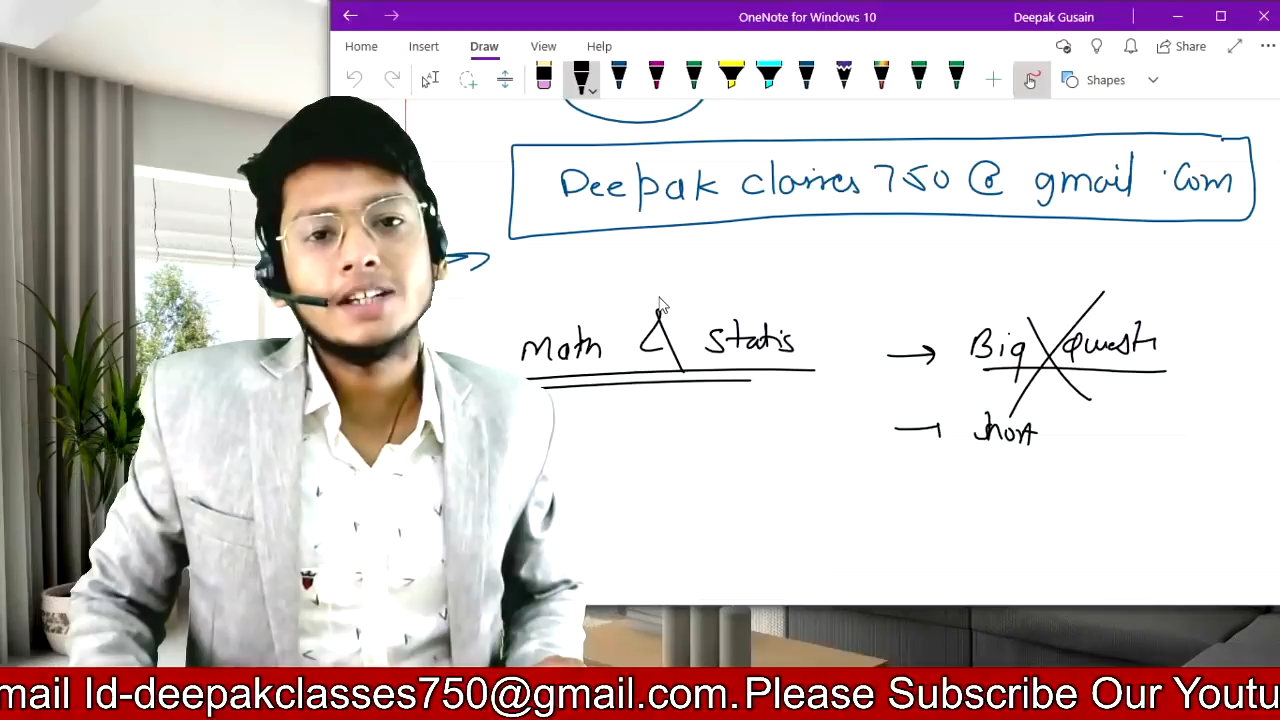 OneNote for Windows 10
Deepak Gusain
Home Insert Draw View Help
Share
Shapes
Deepak classes 750 @ gmail .com
Math & Statis → Big Quest
→ Short
mail Id-deepakclasses750@gmail.com. Please Subscribe Our Youtu